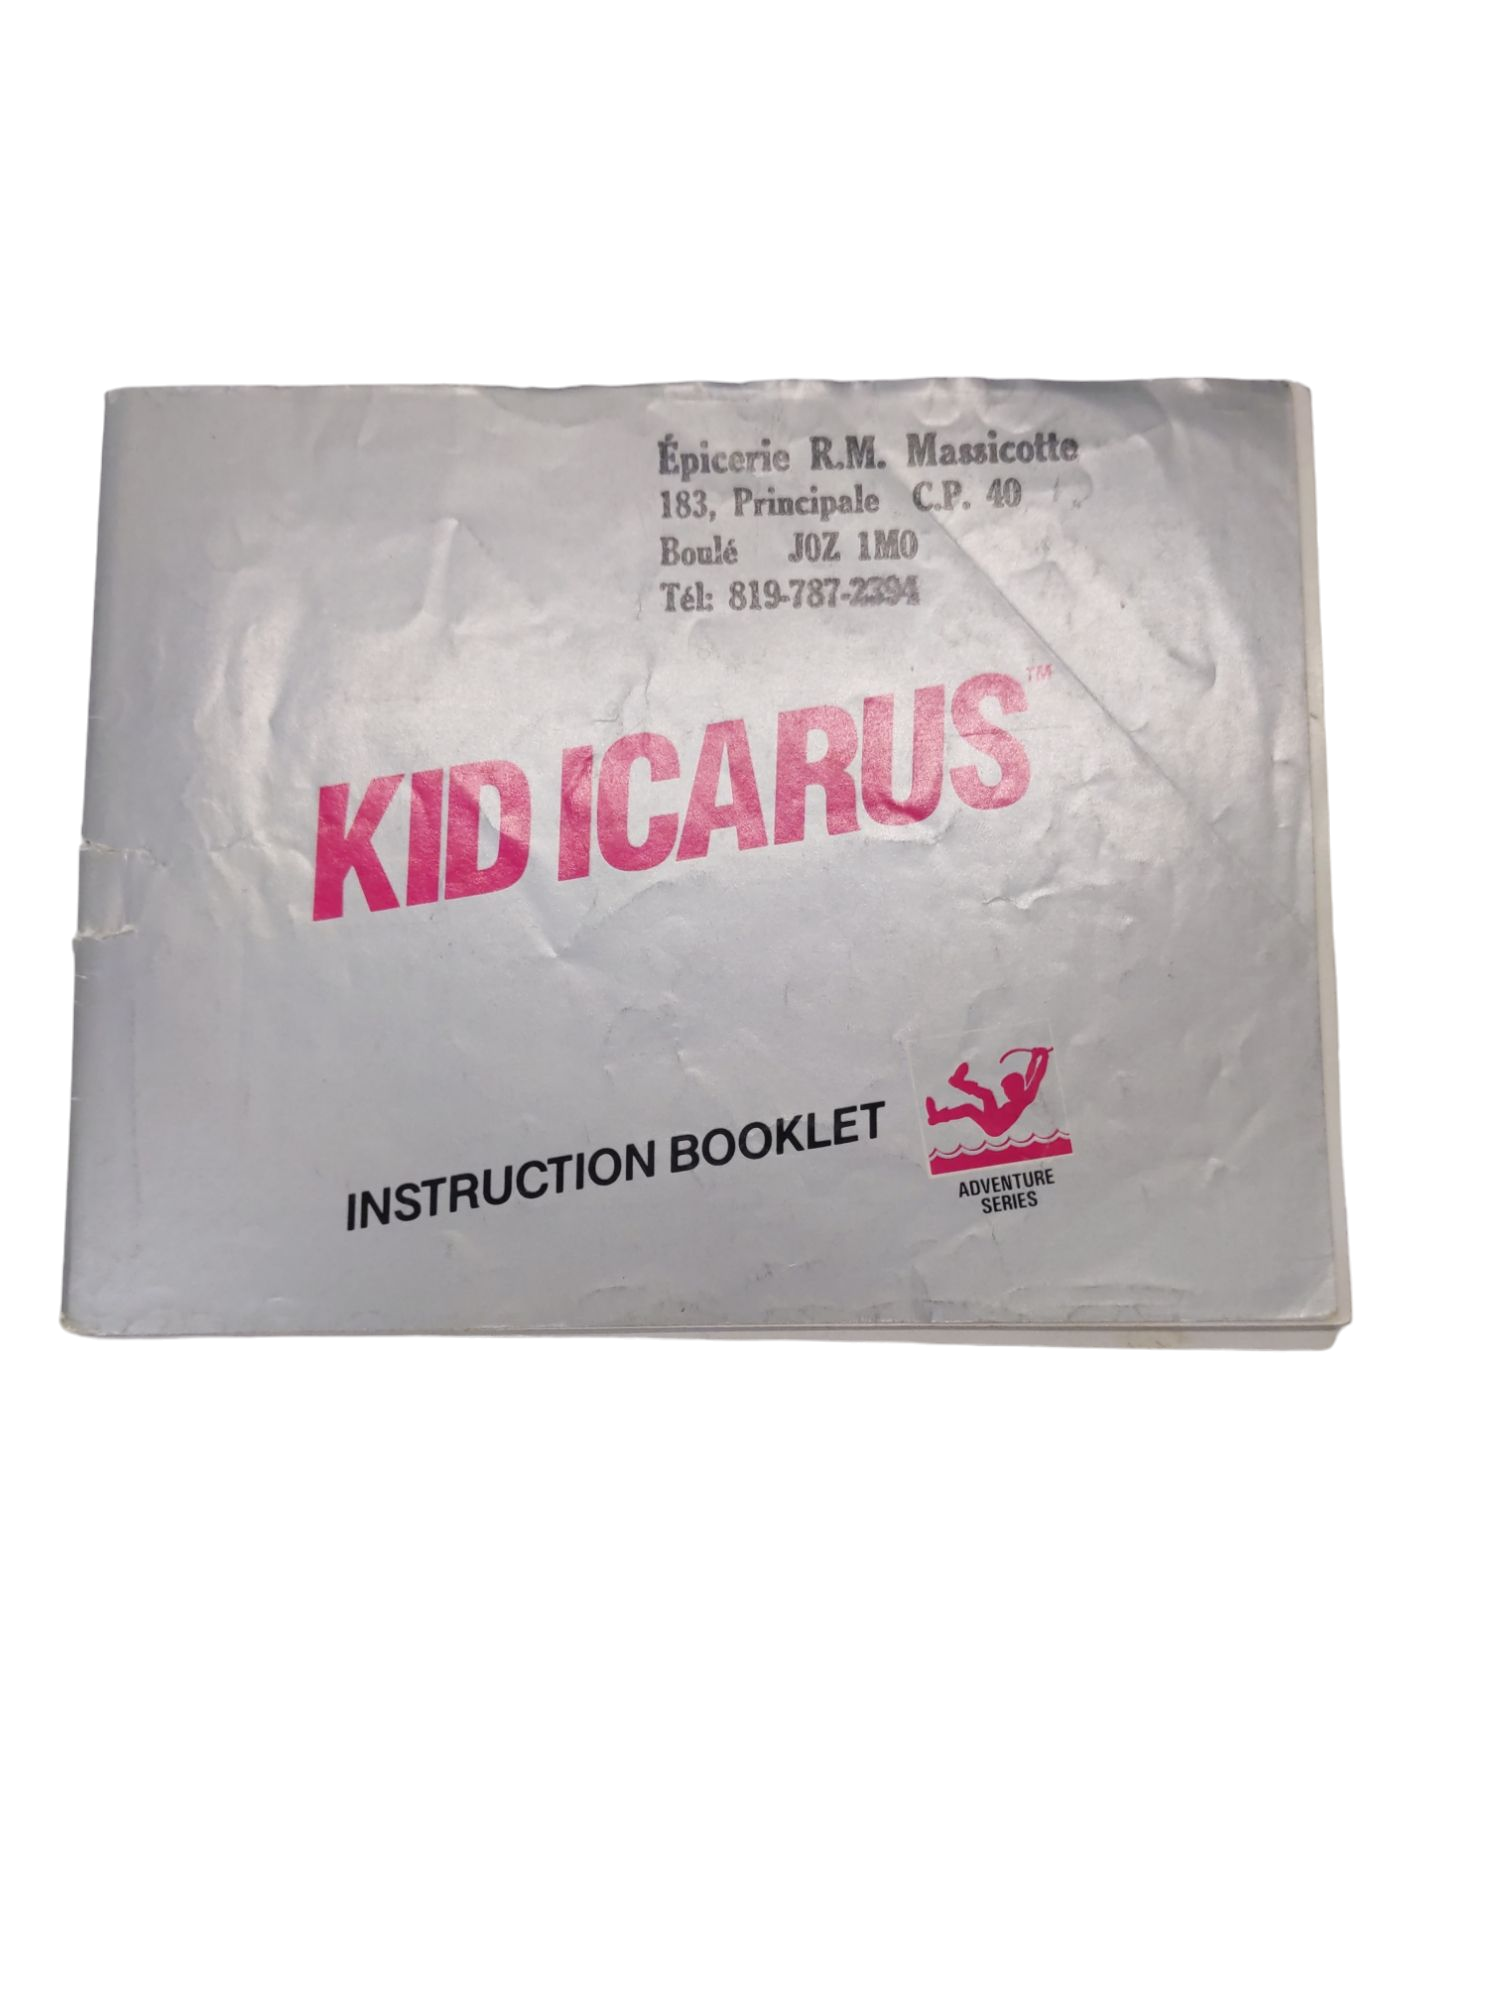 Épicerie R.M. Massicotte
183, Principale C.P. 40
Boulé J0Z 1M0
Tél: 819-787-2394
KID ICARUS™
INSTRUCTION BOOKLET
ADVENTURE
SERIES